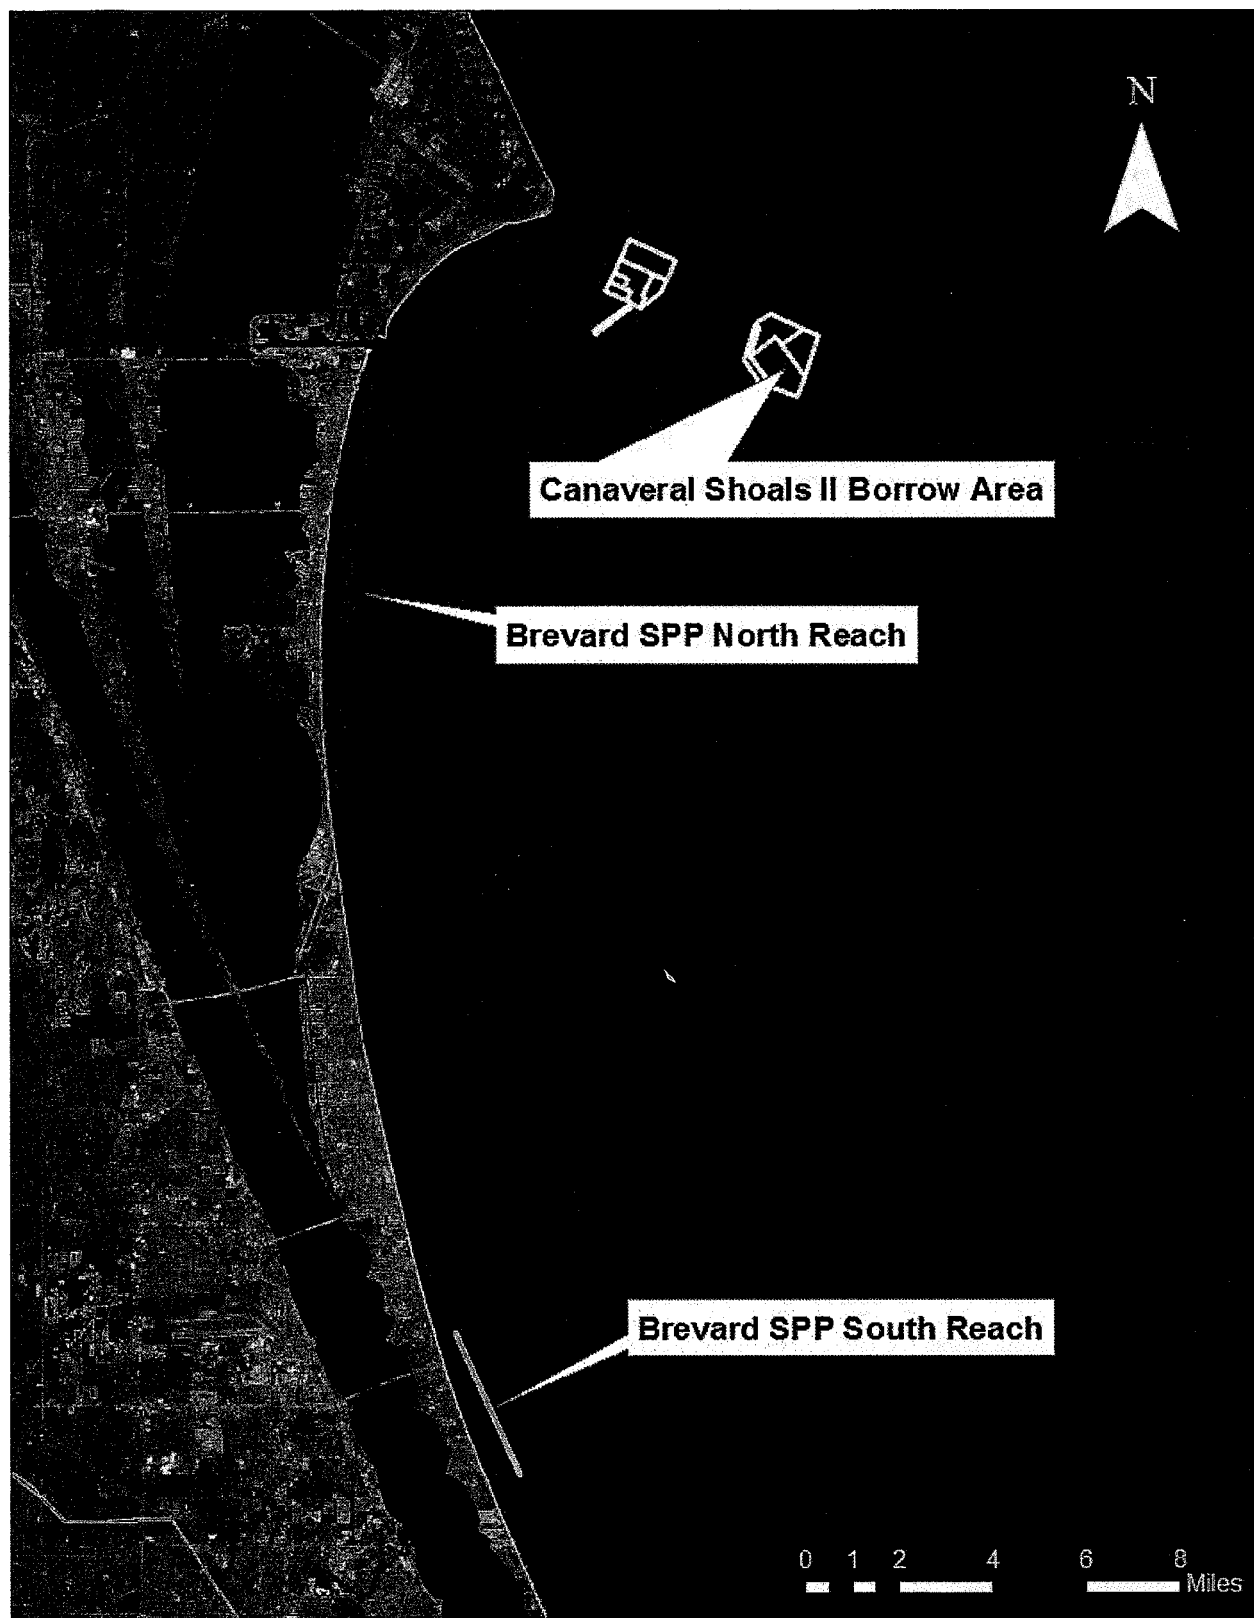 N
Canaveral Shoals II Borrow Area
Brevard SPP North Reach
Brevard SPP South Reach
0 1 2 4 6 8
Miles